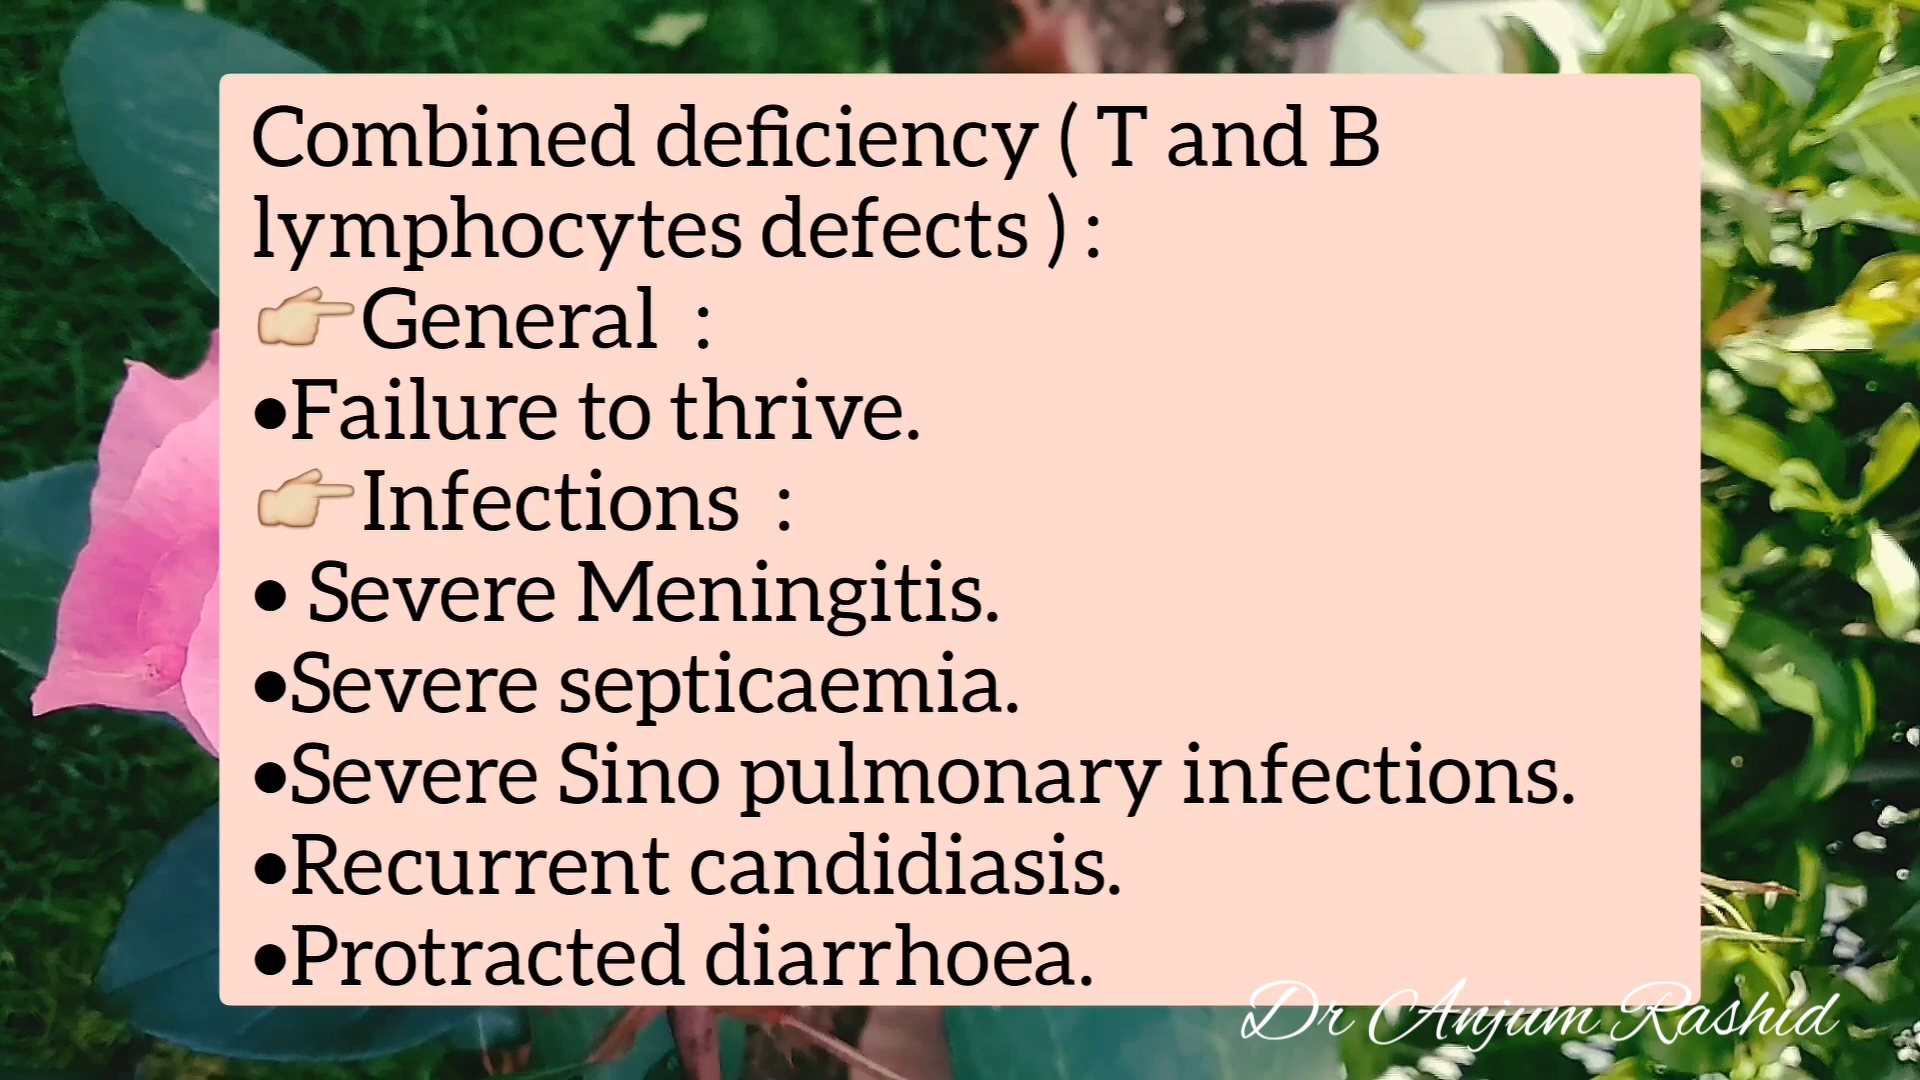 Combined deficiency ( T and B
lymphocytes defects ) :
👉🏼General :
•Failure to thrive.
👉🏼Infections :
• Severe Meningitis.
•Severe septicaemia.
•Severe Sino pulmonary infections.
•Recurrent candidiasis.
•Protracted diarrhoea.
Dr Anjum Rashid